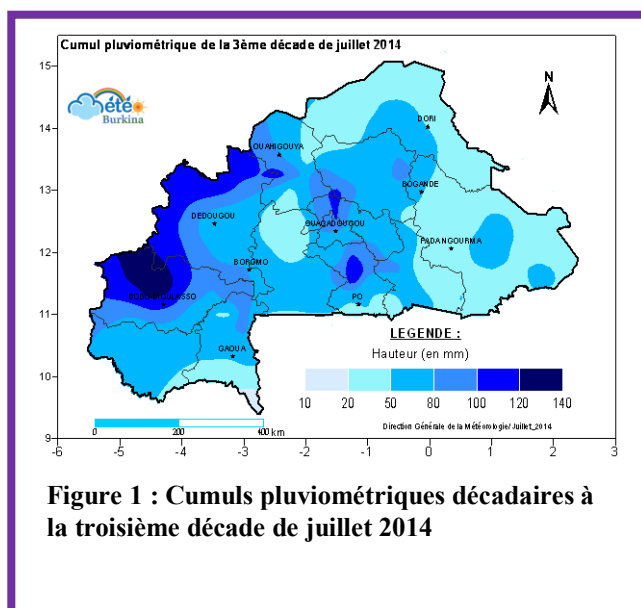 Cumul pluviométrique de la 3ème décade de juillet 2014
été
Burkina
N
15
14
13
12
11
10
9
DORI
OUAHIGOUYA
BOGANDE
DEDOUGOU
OUAGADOUGOU
FADANGOURMA
BOROMO
BOBO-DIOULASSO
PO
GAOUA
LEGENDE :
Hauteur (en mm)
10 20 50 80 100 120 140
0 200 400 km
Direction Générale de la Météorologie/Juillet_2014
-6 -5 -4 -3 -2 -1 0 1 2 3
Figure 1 : Cumuls pluviométriques décadaires à
la troisième décade de juillet 2014